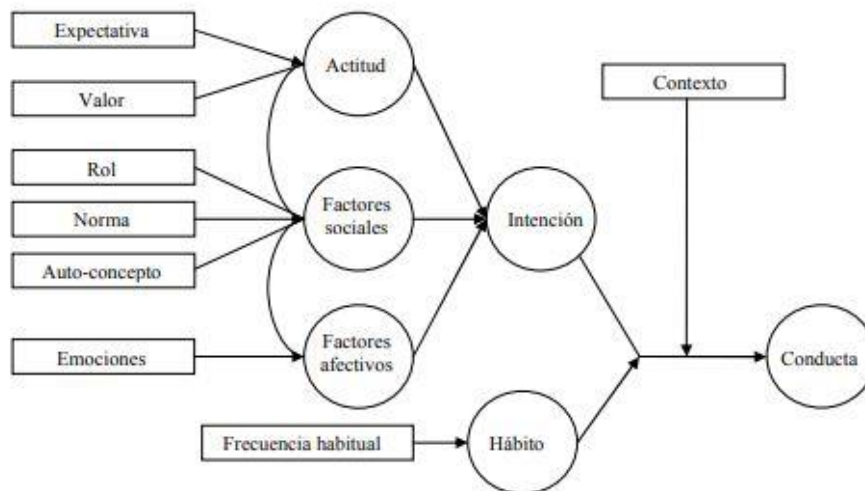 Expectativa
Actitud
Contexto
Valor
Rol
Factores
sociales
Norma
Intención
Auto-concepto
Factores
afectivos
Emociones
Conducta
Frecuencia habitual
Hábito